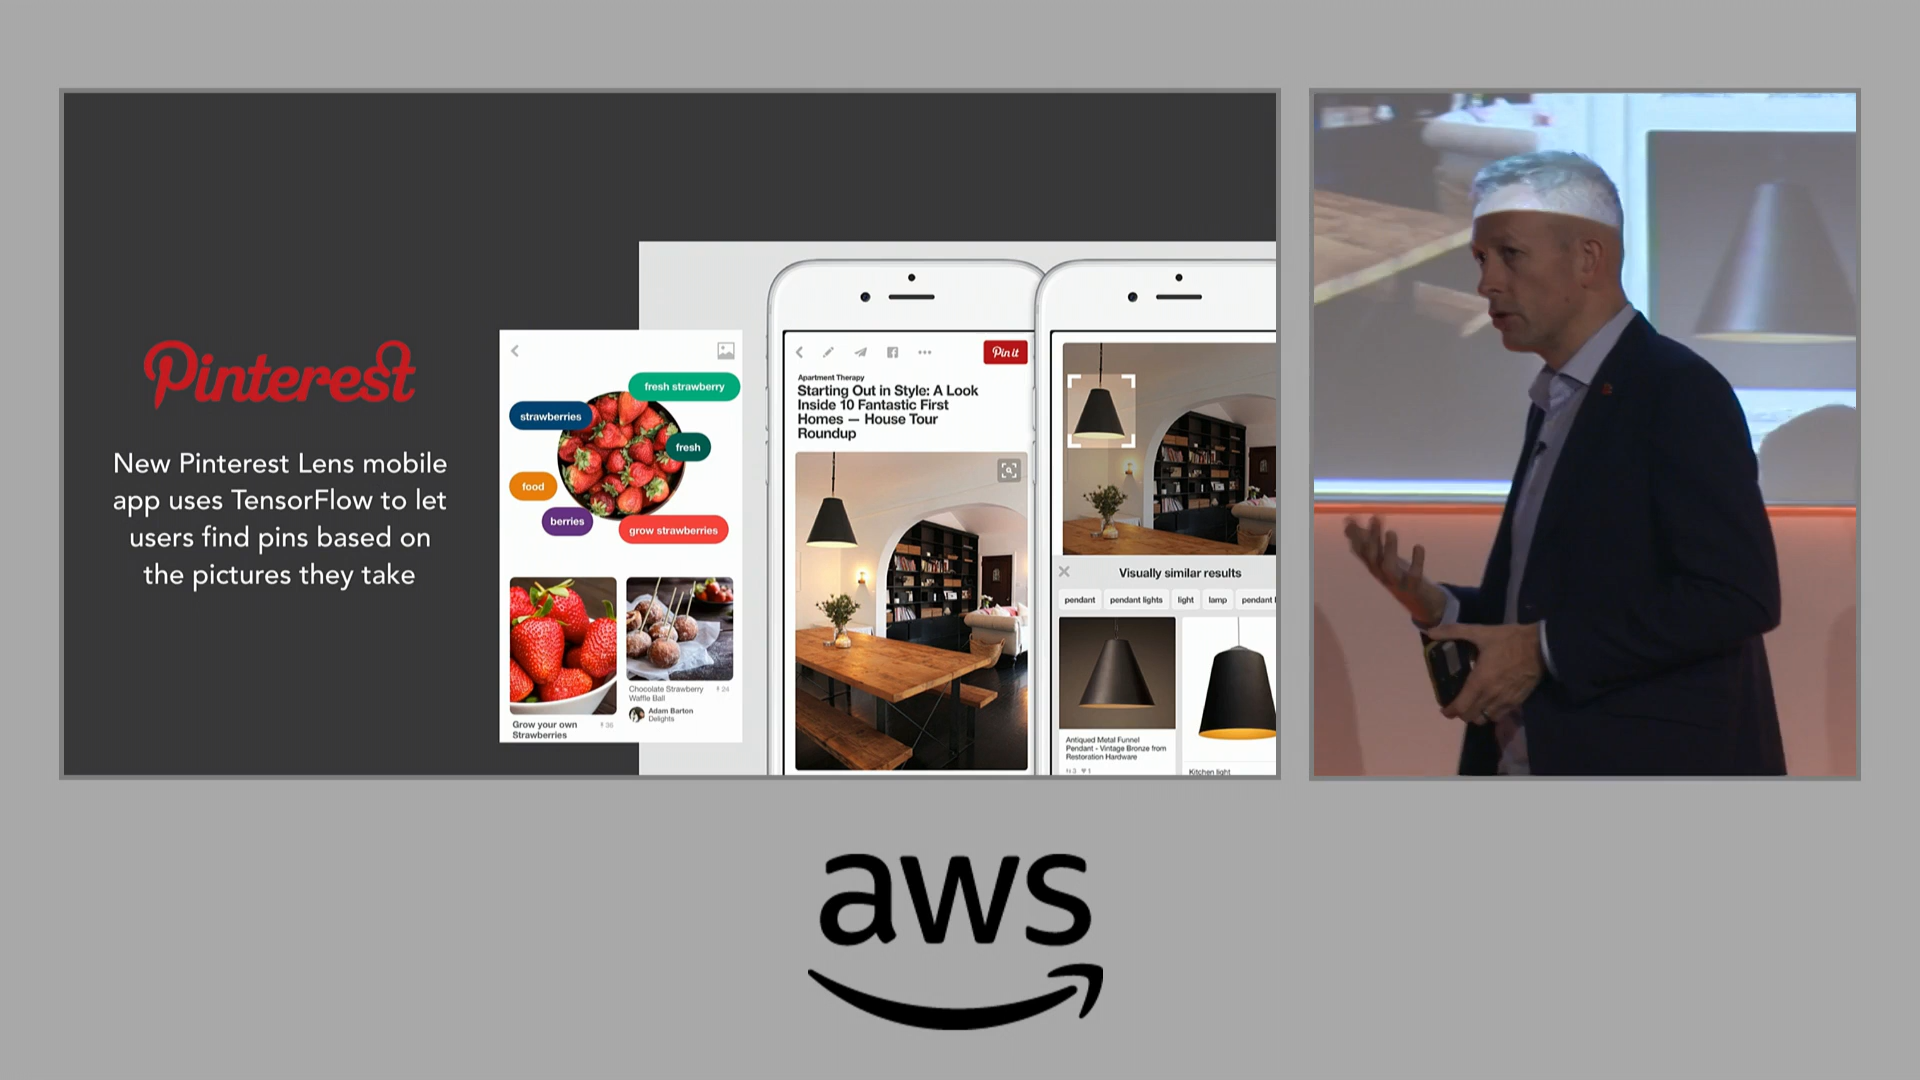 Pinterest
New Pinterest Lens mobile
app uses TensorFlow to let
users find pins based on
the pictures they take
fresh strawberry
strawberries
fresh
food
berries
grow strawberries
Grow your own
Strawberries
36
Chocolate Strawberry
Waffle Ball
24
Adam Barton
Delights
Pin it
Apartment Therapy
Starting Out in Style: A Look
Inside 10 Fantastic First
Homes — House Tour
Roundup
Visually similar results
pendant
pendant lights
light
lamp
pendant l
Antiqued Metal Funnel
Pendant - Vintage Bronze from
Restoration Hardware
Kitchen light
aws